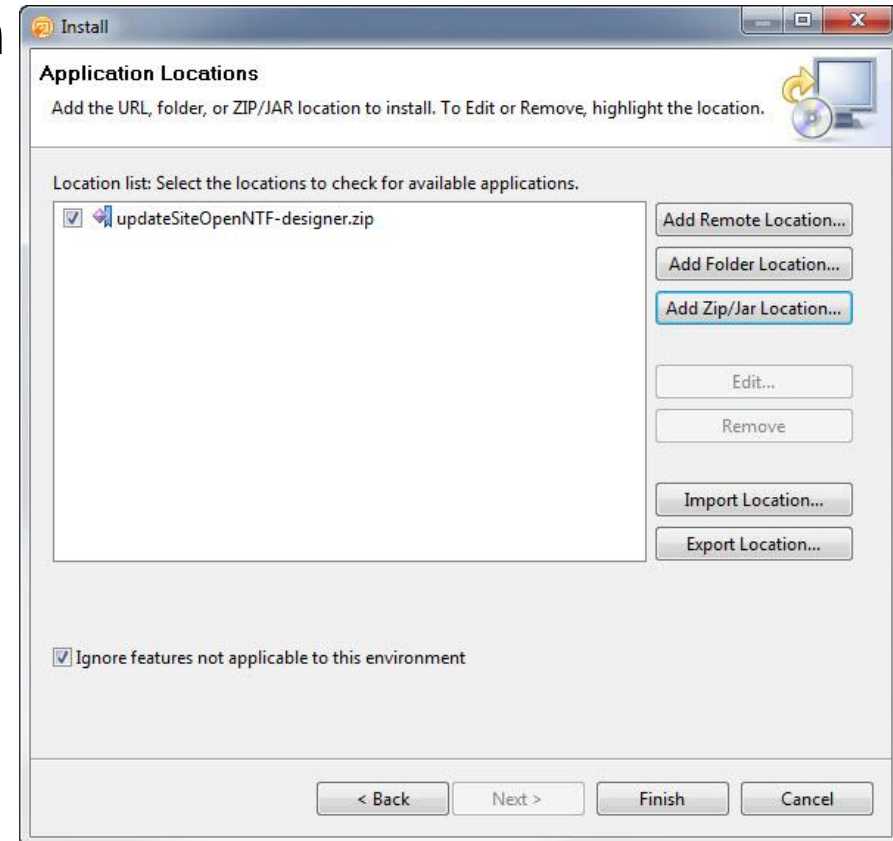 Install
Application Locations
Add the URL, folder, or ZIP/JAR location to install. To Edit or Remove, highlight the location.
Location list: Select the locations to check for available applications.
updateSiteOpenNTF-designer.zip
Add Remote Location...
Add Folder Location...
Add Zip/Jar Location...
Edit...
Remove
Import Location...
Export Location...
Ignore features not applicable to this environment
< Back
Next >
Finish
Cancel